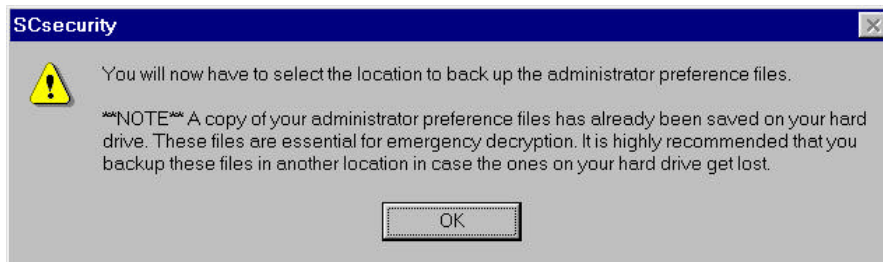 SCsecurity
You will now have to select the location to back up the administrator preference files.
**NOTE** A copy of your administrator preference files has already been saved on your hard
drive. These files are essential for emergency decryption. It is highly recommended that you
backup these files in another location in case the ones on your hard drive get lost.
OK